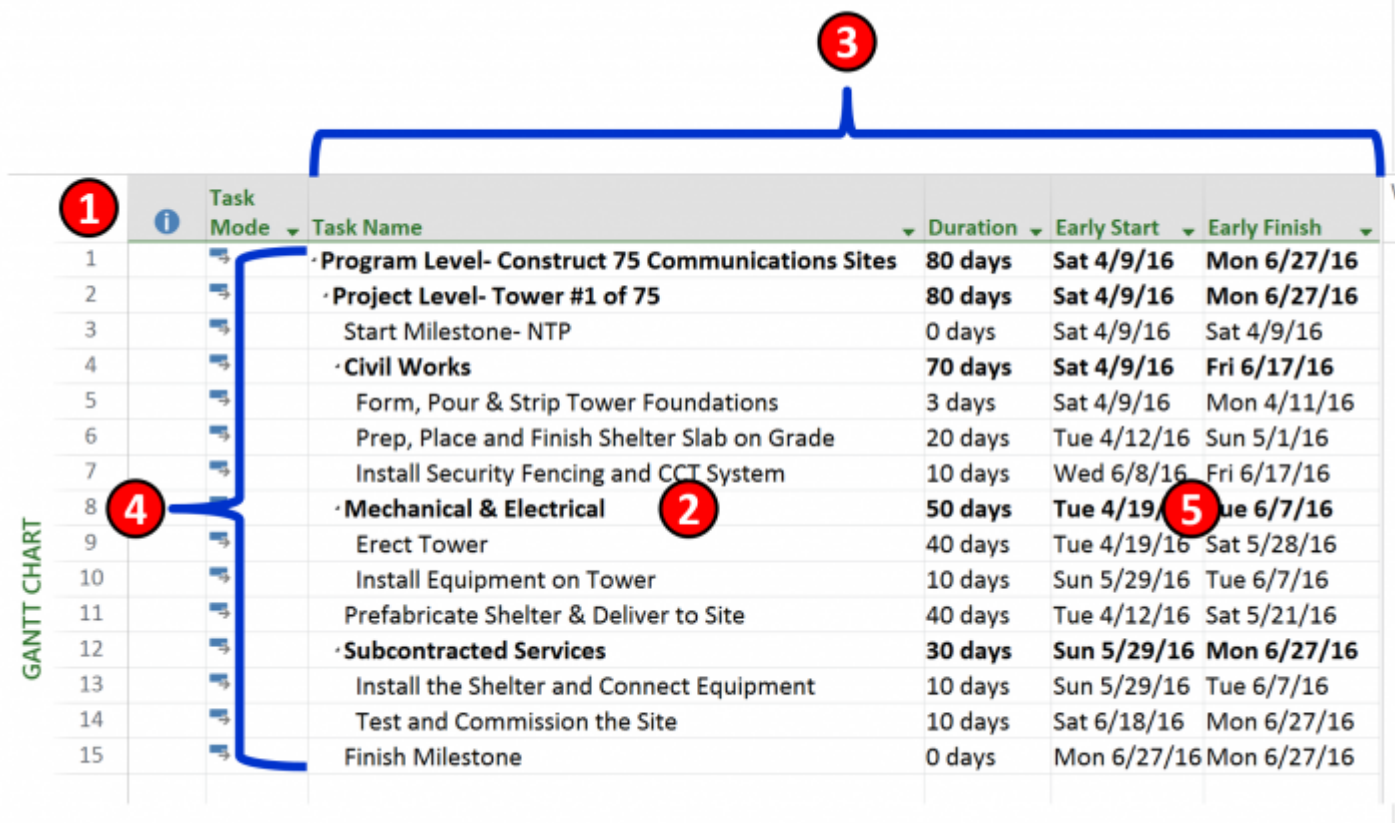 3
1
Task
Mode Task Name Duration Early Start Early Finish
1 Program Level- Construct 75 Communications Sites 80 days Sat 4/9/16 Mon 6/27/16
2 Project Level- Tower #1 of 75 80 days Sat 4/9/16 Mon 6/27/16
3 Start Milestone- NTP 0 days Sat 4/9/16 Sat 4/9/16
4 Civil Works 70 days Sat 4/9/16 Fri 6/17/16
5 Form, Pour & Strip Tower Foundations 3 days Sat 4/9/16 Mon 4/11/16
6 Prep, Place and Finish Shelter Slab on Grade 20 days Tue 4/12/16 Sun 5/1/16
7 Install Security Fencing and CCT System 10 days Wed 6/8/16 Fri 6/17/16
8 4 Mechanical & Electrical 2 50 days Tue 4/19/ 5 ue 6/7/16
9 Erect Tower 40 days Tue 4/19/16 Sat 5/28/16
10 Install Equipment on Tower 10 days Sun 5/29/16 Tue 6/7/16
11 Prefabricate Shelter & Deliver to Site 40 days Tue 4/12/16 Sat 5/21/16
12 Subcontracted Services 30 days Sun 5/29/16 Mon 6/27/16
13 Install the Shelter and Connect Equipment 10 days Sun 5/29/16 Tue 6/7/16
14 Test and Commission the Site 10 days Sat 6/18/16 Mon 6/27/16
15 Finish Milestone 0 days Mon 6/27/16 Mon 6/27/16
GANTT CHART